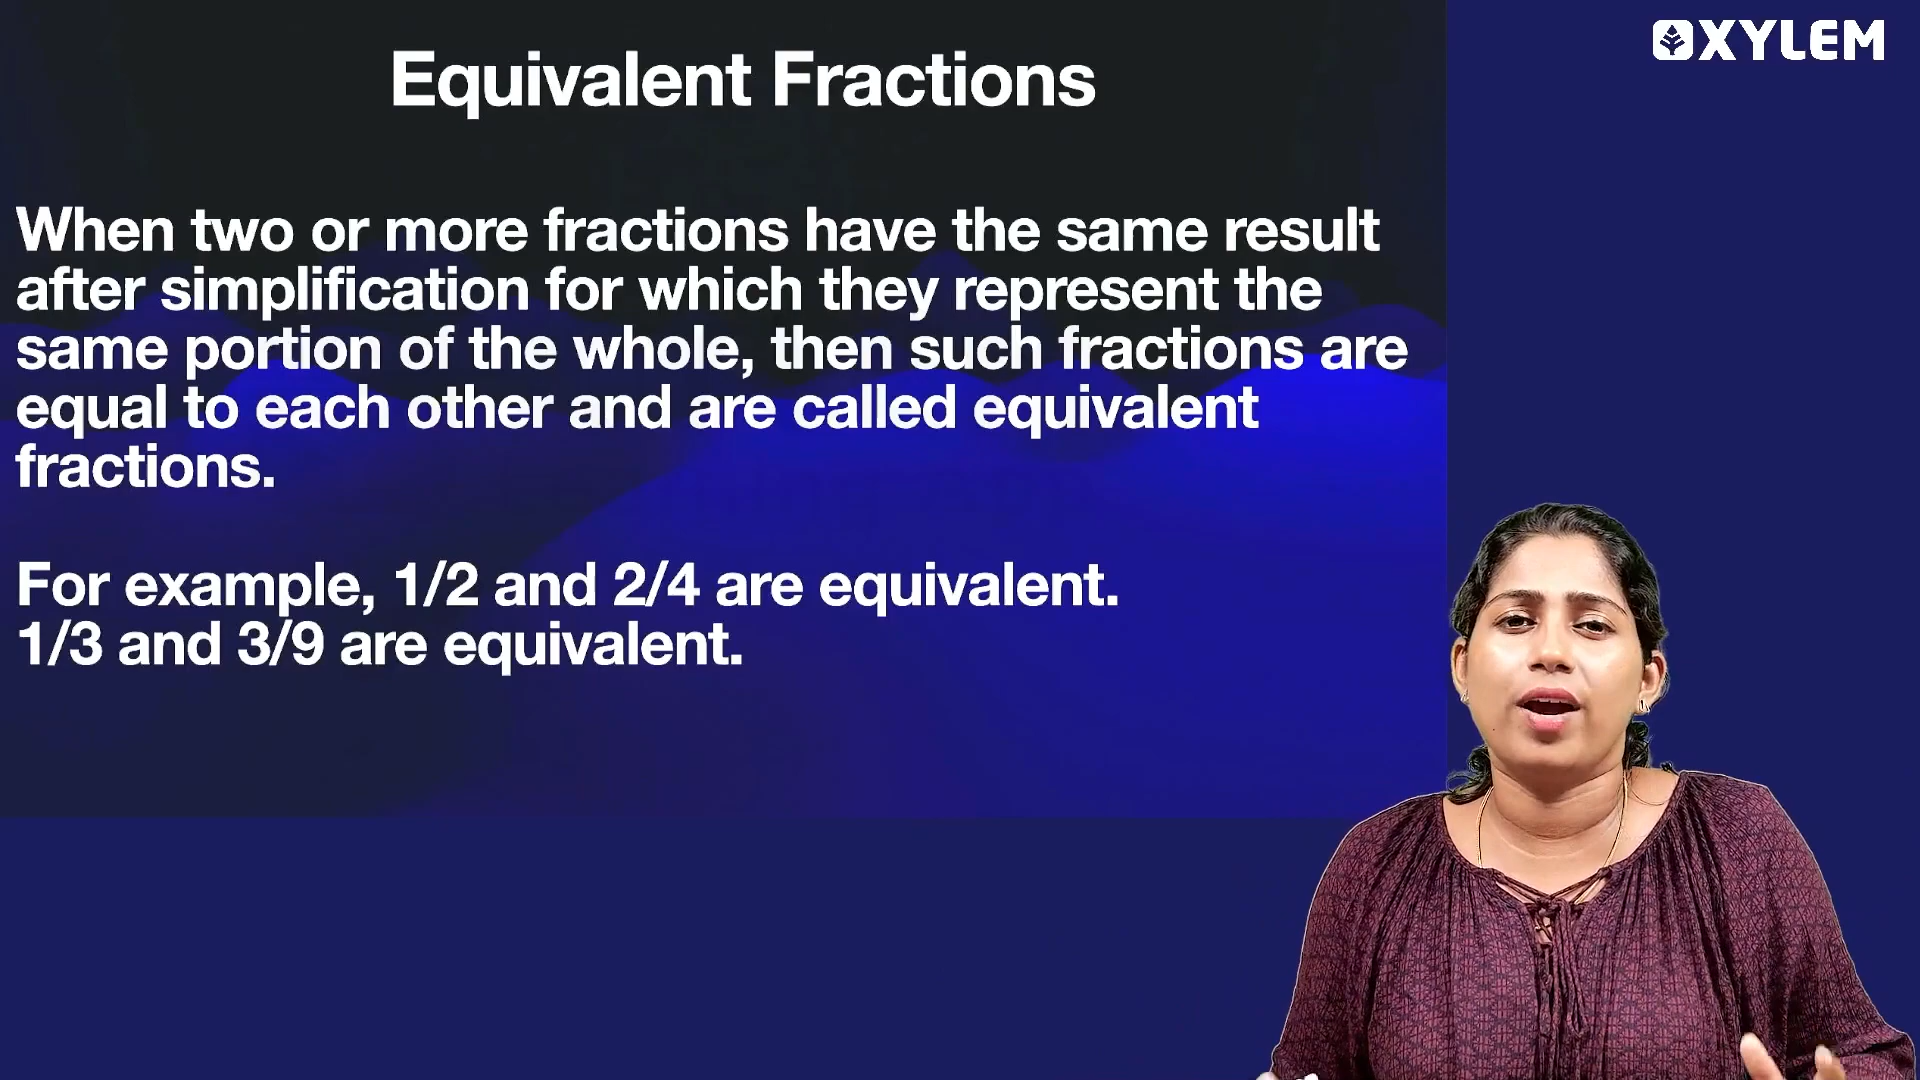 XYLEM
Equivalent Fractions
When two or more fractions have the same result
after simplification for which they represent the
same portion of the whole, then such fractions are
equal to each other and are called equivalent
fractions.
For example, 1/2 and 2/4 are equivalent.
1/3 and 3/9 are equivalent.